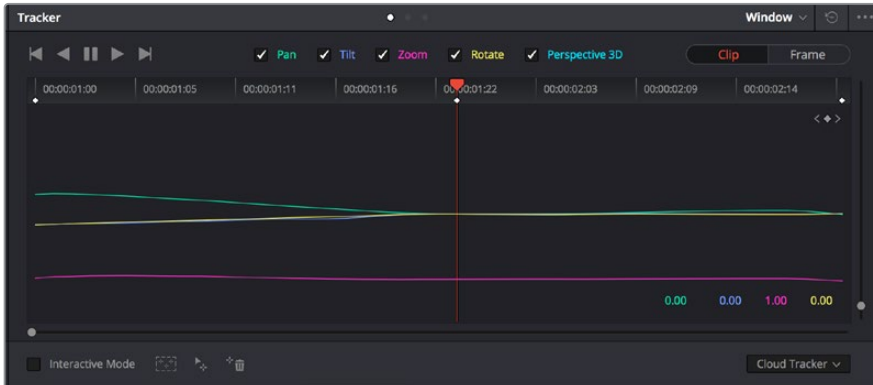 Tracker
Window
Pan Tilt Zoom Rotate Perspective 3D Clip Frame
00:00:01:00 00:00:01:05 00:00:01:11 00:00:01:16 00:00:01:22 00:00:02:03 00:00:02:09 00:00:02:14
0.00 0.00 1.00 0.00
Interactive Mode
Cloud Tracker